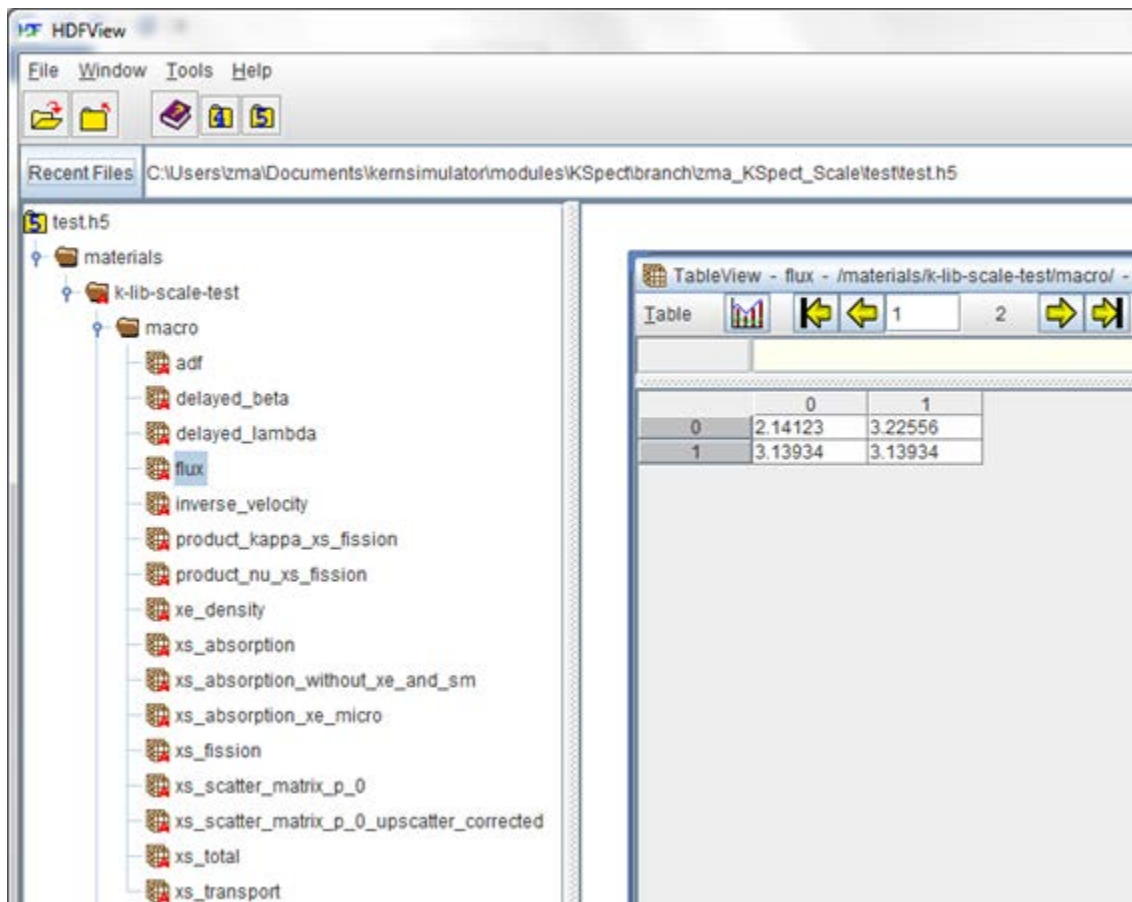 HDFView
File Window Tools Help
4 5
Recent Files C:\Users\zma\Documents\kernsimulator\modules\KSpect\branch\zma_KSpect_Scale\test\test.h5
5 test.h5
materials
k-lib-scale-test
macro
adf
delayed_beta
delayed_lambda
flux
inverse_velocity
product_kappa_xs_fission
product_nu_xs_fission
xe_density
xs_absorption
xs_absorption_without_xe_and_sm
xs_absorption_xe_micro
xs_fission
xs_scatter_matrix_p_0
xs_scatter_matrix_p_0_upscatter_corrected
xs_total
xs_transport
TableView - flux - /materials/k-lib-scale-test/macro/ -
Table 1 2
0 1
0 2.14123 3.22556
1 3.13934 3.13934